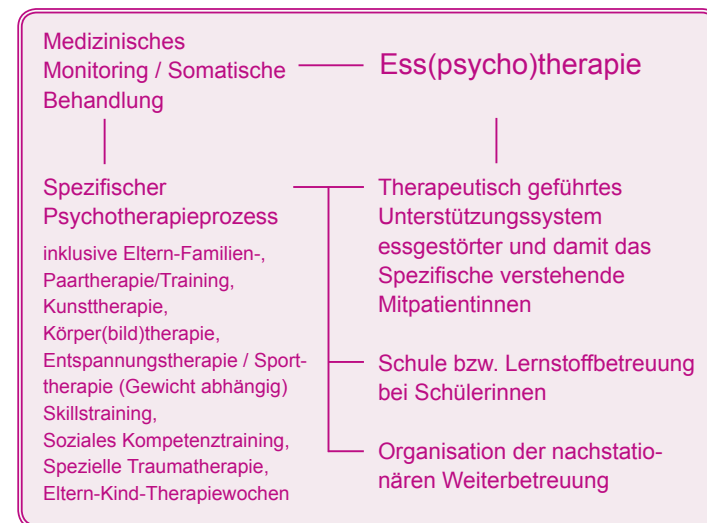 Medizinisches
Monitoring / Somatische
Behandlung
Ess(psycho)therapie
Spezifischer
Psychotherapieprozess
inklusive Eltern-Familien-,
Paartherapie/Training,
Kunsttherapie,
Körper(bild)therapie,
Entspannungstherapie / Sport-
therapie (Gewicht abhängig)
Skillstraining,
Soziales Kompetenztraining,
Spezielle Traumatherapie,
Eltern-Kind-Therapiewochen
Therapeutisch geführtes
Unterstützungssystem
essgestörter und damit das
Spezifische verstehende
Mitpatientinnen
Schule bzw. Lernstoffbetreuung
bei Schülerinnen
Organisation der nachstatio-
nären Weiterbetreuung